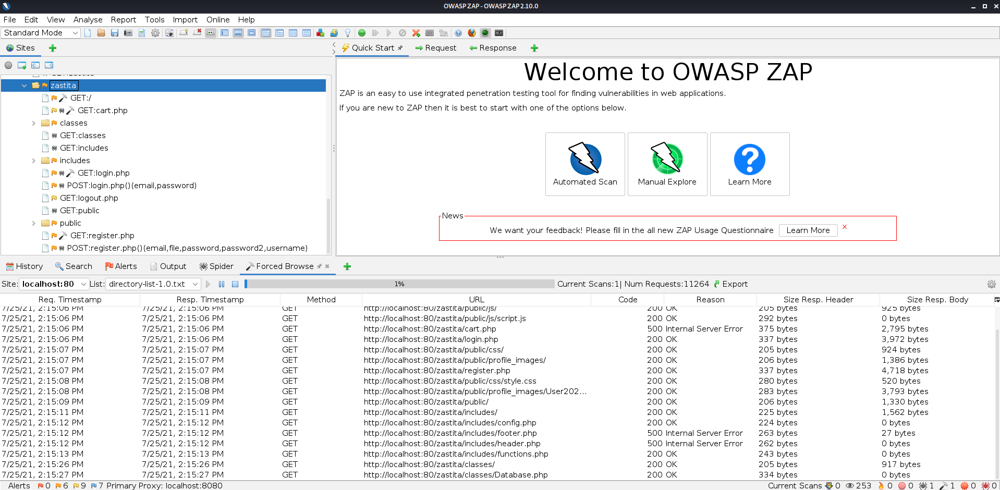 OWASP ZAP - OWASP ZAP 2.10.0
File Edit View Analyse Report Tools Import Online Help
Standard Mode
Sites
Quick Start Request Response
zastita
GET:/
GET:cart.php
classes
GET:classes
GET:includes
includes
GET:login.php
POST:login.php()(email,password)
GET:logout.php
GET:public
public
GET:register.php
POST:register.php()(email,file,password,password2,username)
Welcome to OWASP ZAP
ZAP is an easy to use integrated penetration testing tool for finding vulnerabilities in web applications.
If you are new to ZAP then it is best to start with one of the options below.
Automated Scan Manual Explore Learn More
News
We want your feedback! Please fill in the all new ZAP Usage Questionnaire Learn More X
History Search Alerts Output Spider Forced Browse
Site: localhost:80 List: directory-list-1.0.txt 1% Current Scans:1| Num Requests:11264 Export
Req. Timestamp Resp. Timestamp Method URL Code Reason Size Resp. Header Size Resp. Body
7/25/21, 2:15:06 PM 7/25/21, 2:15:06 PM GET http://localhost:80/zastita/public/js/ 200 OK 205 bytes 925 bytes
7/25/21, 2:15:06 PM 7/25/21, 2:15:06 PM GET http://localhost:80/zastita/public/js/script.js 200 OK 292 bytes 0 bytes
7/25/21, 2:15:06 PM 7/25/21, 2:15:06 PM GET http://localhost:80/zastita/cart.php 500 Internal Server Error 375 bytes 2,795 bytes
7/25/21, 2:15:06 PM 7/25/21, 2:15:06 PM GET http://localhost:80/zastita/login.php 200 OK 337 bytes 3,972 bytes
7/25/21, 2:15:07 PM 7/25/21, 2:15:07 PM GET http://localhost:80/zastita/public/css/ 200 OK 205 bytes 924 bytes
7/25/21, 2:15:07 PM 7/25/21, 2:15:07 PM GET http://localhost:80/zastita/public/profile_images/ 200 OK 206 bytes 1,386 bytes
7/25/21, 2:15:07 PM 7/25/21, 2:15:07 PM GET http://localhost:80/zastita/register.php 200 OK 337 bytes 4,718 bytes
7/25/21, 2:15:08 PM 7/25/21, 2:15:08 PM GET http://localhost:80/zastita/public/css/style.css 200 OK 280 bytes 520 bytes
7/25/21, 2:15:08 PM 7/25/21, 2:15:08 PM GET http://localhost:80/zastita/public/profile_images/User202... 200 OK 283 bytes 3,793 bytes
7/25/21, 2:15:09 PM 7/25/21, 2:15:09 PM GET http://localhost:80/zastita/public/ 200 OK 206 bytes 1,330 bytes
7/25/21, 2:15:11 PM 7/25/21, 2:15:11 PM GET http://localhost:80/zastita/includes/ 200 OK 225 bytes 1,562 bytes
7/25/21, 2:15:12 PM 7/25/21, 2:15:12 PM GET http://localhost:80/zastita/includes/config.php 200 OK 224 bytes 0 bytes
7/25/21, 2:15:12 PM 7/25/21, 2:15:12 PM GET http://localhost:80/zastita/includes/footer.php 500 Internal Server Error 263 bytes 27 bytes
7/25/21, 2:15:12 PM 7/25/21, 2:15:12 PM GET http://localhost:80/zastita/includes/header.php 500 Internal Server Error 262 bytes 0 bytes
7/25/21, 2:15:13 PM 7/25/21, 2:15:13 PM GET http://localhost:80/zastita/includes/functions.php 200 OK 243 bytes 0 bytes
7/25/21, 2:15:26 PM 7/25/21, 2:15:26 PM GET http://localhost:80/zastita/classes/ 200 OK 205 bytes 917 bytes
7/25/21, 2:15:27 PM 7/25/21, 2:15:27 PM GET http://localhost:80/zastita/classes/Database.php 200 OK 334 bytes 0 bytes
Alerts 0 6 9 7 Primary Proxy: localhost:8080 Current Scans 0 253 0 0 1 1 0 0